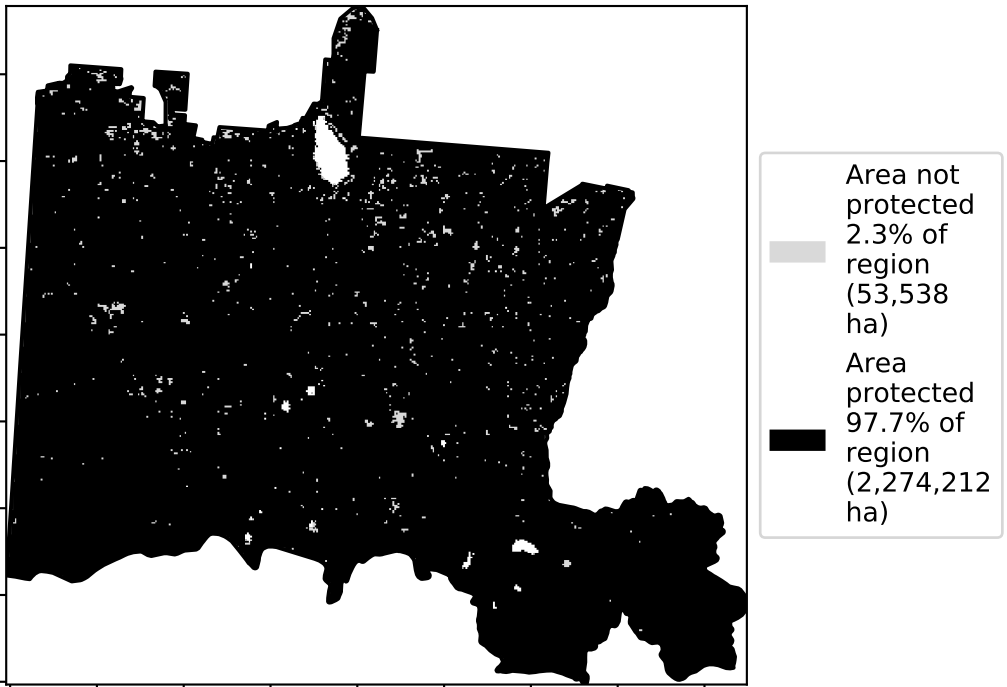 Area not
protected
2.3% of
region
(53,538
ha)
Area
protected
97.7% of
region
(2,274,212
ha)